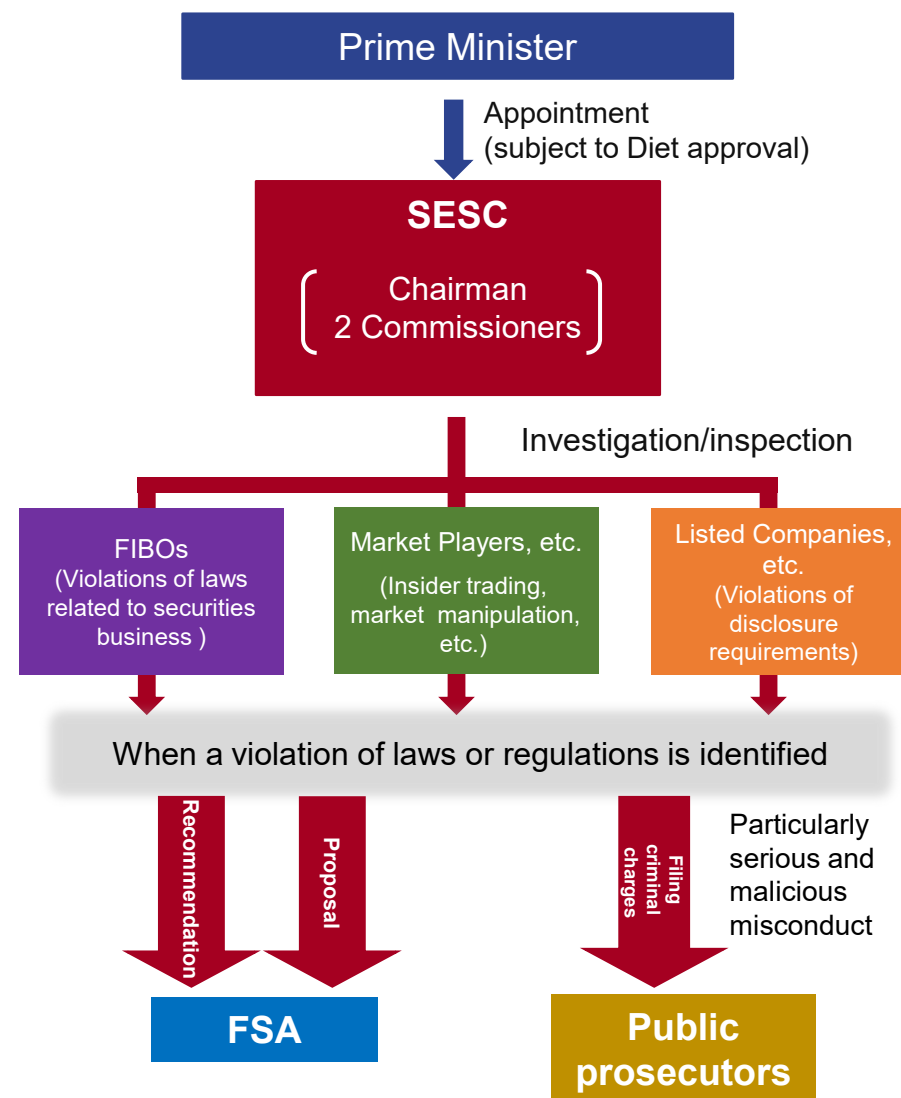 Prime Minister
Appointment
(subject to Diet approval)
SESC
Chairman
2 Commissioners
Investigation/inspection
FIBOs
(Violations of laws
related to securities
business )
Market Players, etc.
(Insider trading,
market manipulation,
etc.)
Listed Companies,
etc.
(Violations of
disclosure
requirements)
When a violation of laws or regulations is identified
Recommendation
Proposal
Filing
criminal
charges
Particularly
serious and
malicious
misconduct
FSA
Public
prosecutors